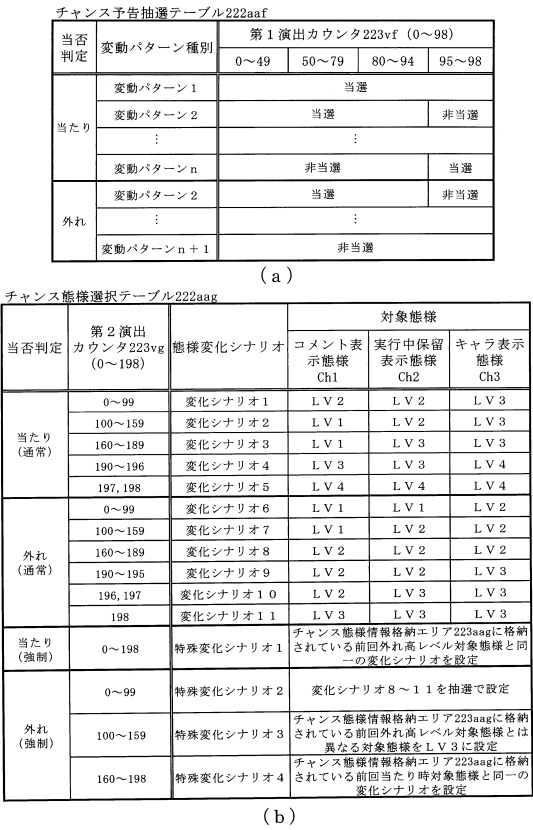 チャンス予告抽選テーブル222aaf
当否
判定
変動パターン種別
第１演出カウンタ223vf（0～98）
0～49 50～79 80～94 95～98
当たり
変動パターン１ 当選
変動パターン２ 当選 非当選
⋮ ⋮
変動パターンｎ 非当選 当選
外れ
変動パターン２ 当選 非当選
⋮ ⋮
変動パターンｎ＋１ 非当選
（a）
チャンス態様選択テーブル222aag
当否判定
第２演出
カウンタ223vg
（0～198）
態様変化シナリオ
対象態様
コメント表
示態様
Ch1
実行中保留
表示態様
Ch2
キャラ表示
態様
Ch3
当たり
（通常）
0～99 変化シナリオ１ ＬＶ２ ＬＶ２ ＬＶ３
100～159 変化シナリオ２ ＬＶ１ ＬＶ２ ＬＶ３
160～189 変化シナリオ３ ＬＶ１ ＬＶ３ ＬＶ３
190～196 変化シナリオ４ ＬＶ３ ＬＶ３ ＬＶ４
197,198 変化シナリオ５ ＬＶ４ ＬＶ４ ＬＶ４
外れ
（通常）
0～99 変化シナリオ６ ＬＶ１ ＬＶ１ ＬＶ２
100～159 変化シナリオ７ ＬＶ１ ＬＶ２ ＬＶ２
160～189 変化シナリオ８ ＬＶ２ ＬＶ２ ＬＶ２
190～195 変化シナリオ９ ＬＶ２ ＬＶ２ ＬＶ３
196,197 変化シナリオ１０ ＬＶ２ ＬＶ３ ＬＶ３
198 変化シナリオ１１ ＬＶ３ ＬＶ３ ＬＶ３
当たり
（強制）
0～198 特殊変化シナリオ１
チャンス態様情報格納エリア223aagに格納
されている前回外れ高レベル対象態様と同
一の変化シナリオを設定
外れ
（強制）
0～99 特殊変化シナリオ２ 変化シナリオ８～１１を抽選で設定
100～159 特殊変化シナリオ３
チャンス態様情報格納エリア223aagに格納
されている前回外れ高レベル対象態様とは
異なる対象態様をＬＶ３に設定
160～198 特殊変化シナリオ４
チャンス態様情報格納エリア223aagに格納
されている前回当たり時対象態様と同一の
変化シナリオを設定
（b）